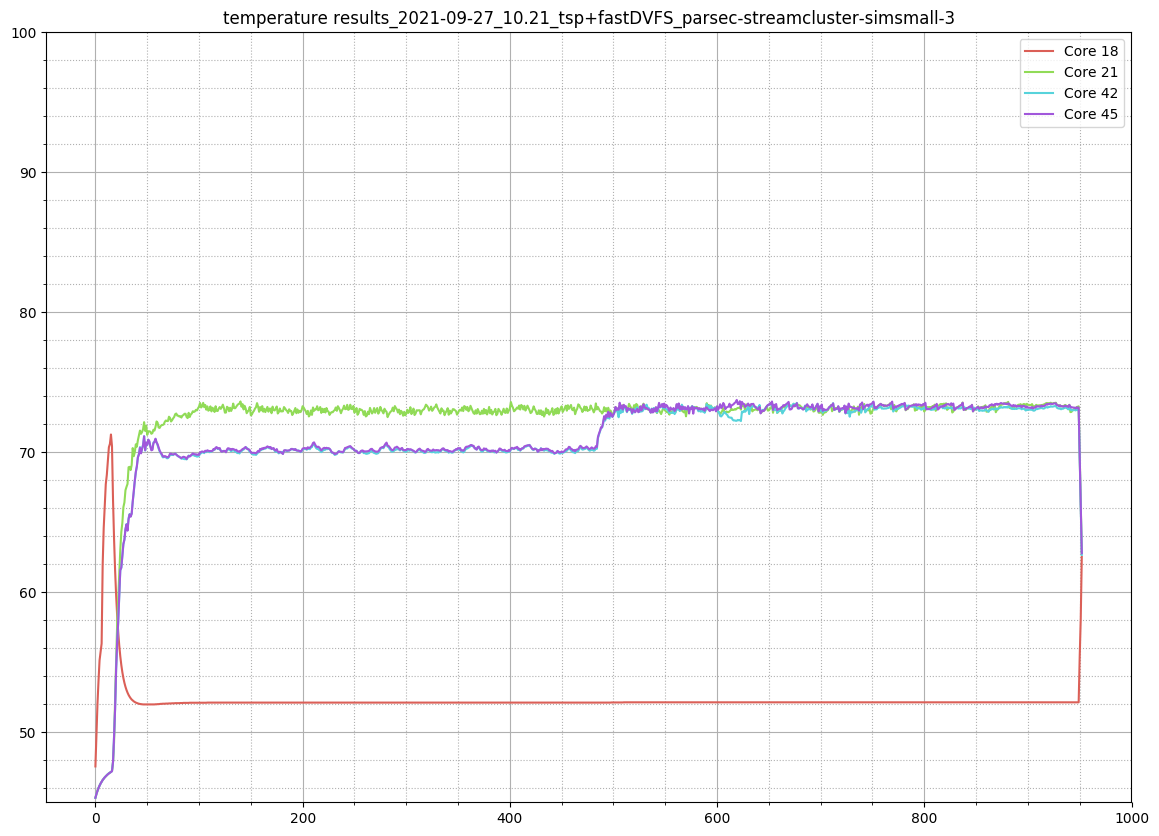 temperature results_2021-09-27_10.21_tsp+fastDVFS_parsec-streamcluster-simsmall-3
Core 18
Core 21
Core 42
Core 45
100
90
80
70
60
50
0
200
400
600
800
1000